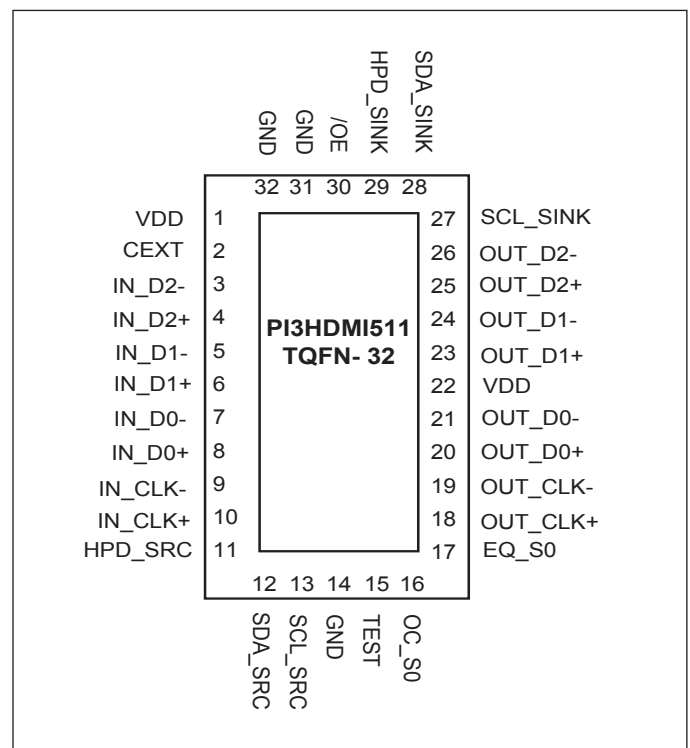 GND GND /OE HPD_SINK SDA_SINK
32 31 30 29 28
VDD 1 27 SCL_SINK
CEXT 2 26 OUT_D2-
IN_D2- 3 25 OUT_D2+
IN_D2+ 4 24 OUT_D1-
IN_D1- 5 23 OUT_D1+
IN_D1+ 6 22 VDD
IN_D0- 7 21 OUT_D0-
IN_D0+ 8 20 OUT_D0+
IN_CLK- 9 19 OUT_CLK-
IN_CLK+ 10 18 OUT_CLK+
HPD_SRC 11 17 EQ_S0
PI3HDMI511
TQFN- 32
12 13 14 15 16
SDA_SRC SCL_SRC GND TEST OC_S0